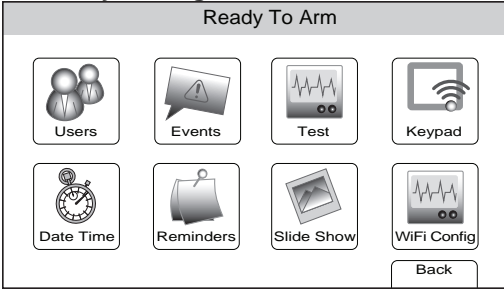 Ready To Arm
Users
Events
Test
Keypad
Date Time
Reminders
Slide Show
WiFi Config
Back